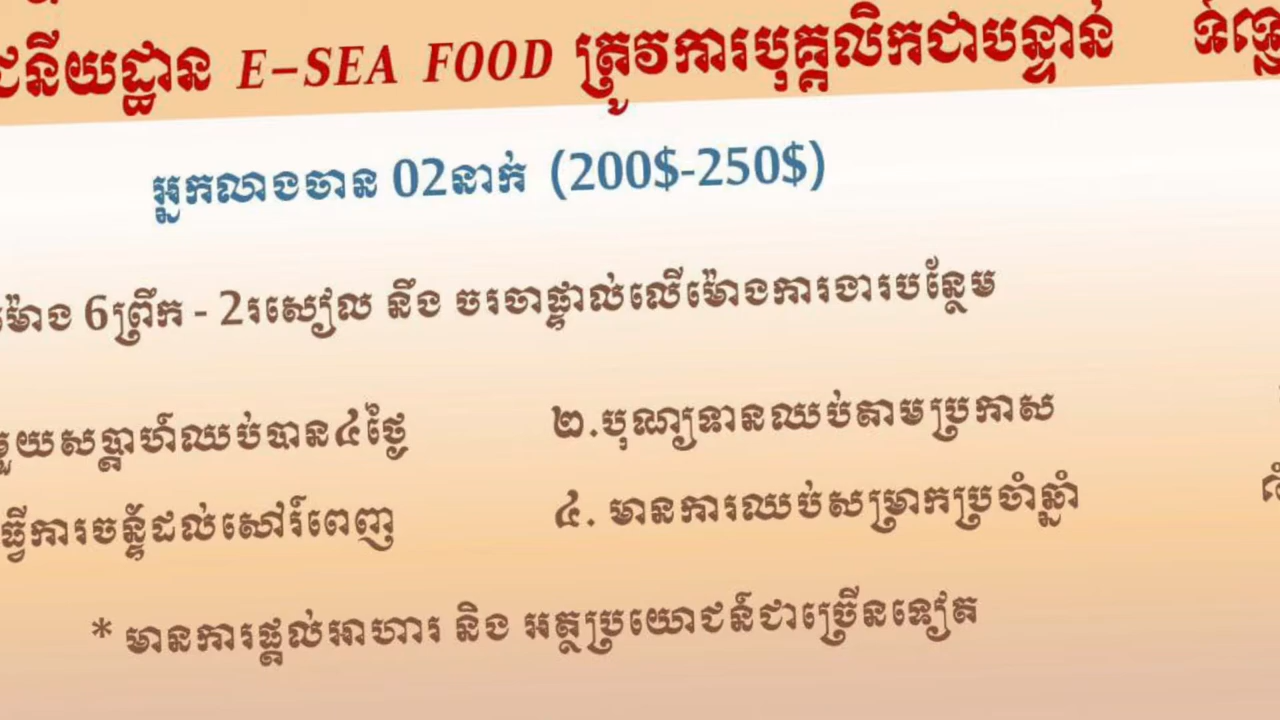 ជនីយដ្ឋាន E-SEA FOOD ត្រូវការបុគ្គលិកជាបន្ទាន់
អ្នកលាងចាន 02នាក់ (200$-250$)
ម៉ោង 6ព្រឹក - 2រសៀល នឹង ចរចាផ្ទាល់លើម៉ោងការងារបន្ថែម
មួយសប្តាហ៍ឈប់បាន៤ថ្ងៃ ២.បុណ្យទានឈប់តាមប្រកាស
ធ្វើការចន្ទ័ដល់សៅរ៍ពេញ ៤. មានការឈប់សម្រាកប្រចាំឆ្នាំ
* មានការផ្តល់អាហារ និង អត្ថប្រយោជន៍ជាច្រើនទៀត